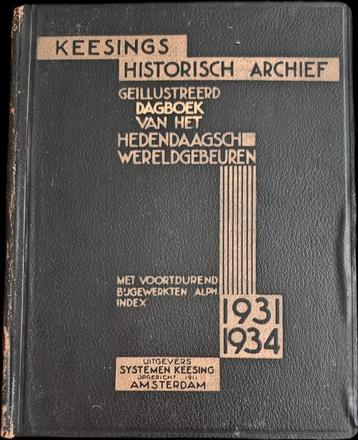 KEESINGS
HISTORISCH ARCHIEF
GEILLUSTREERD
DAGBOEK
VAN HET
HEDENDAAGSCH
WERELDGEBEUREN
MET VOORTDUREND
BIJGEWERKTEN ALPH.
INDEX
1931
1934
UITGEVERS
SYSTEMEN KEESING
OPGERICHT 1911
AMSTERDAM